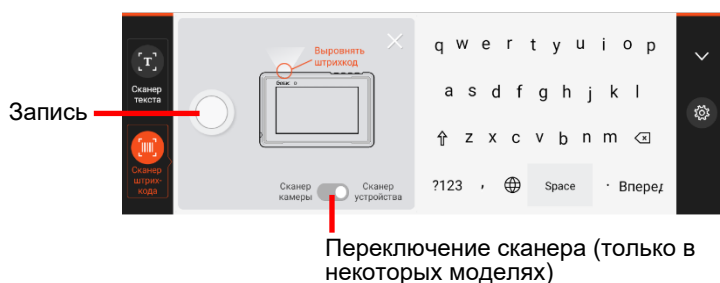 Запись
Сканер
текста
Сканер
штрих-
кода
Выровнять
штрихкод
Сканер
камеры
Сканер
устройства
q w e r t y u i o p
a s d f g h j k l
z x c v b n m
?123 , Space . Вперед
Переключение сканера (только в
некоторых моделях)